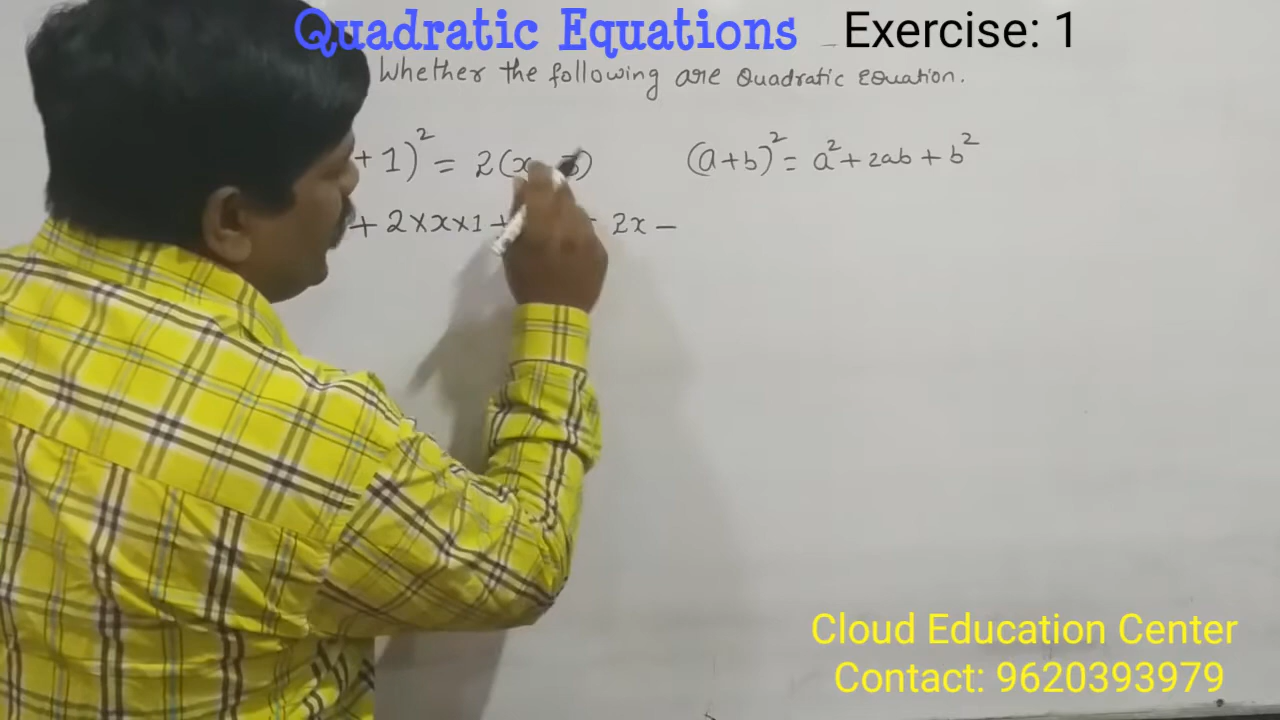 Quadratic Equations Exercise: 1
Whether the following are Quadratic Equation.
+ 1)² = 2(x 3) (a+b)² = a² + 2ab + b²
+ 2×x×1+ 2x -
Cloud Education Center
Contact: 9620393979